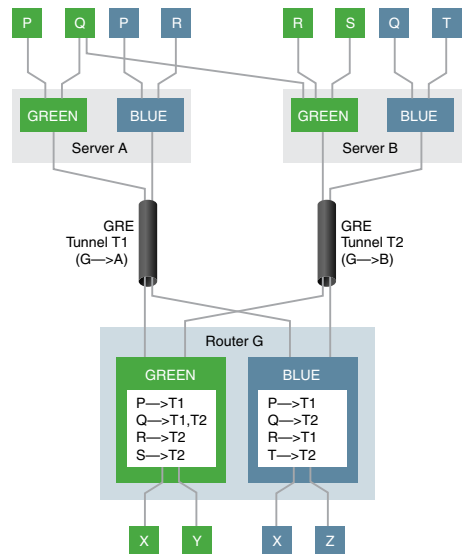 P Q P R R S Q T
GREEN BLUE GREEN BLUE
Server A Server B
GRE
Tunnel T1
(G—>A)
GRE
Tunnel T2
(G—>B)
Router G
GREEN
P—>T1
Q—>T1,T2
R—>T2
S—>T2
BLUE
P—>T1
Q—>T2
R—>T1
T—>T2
X Y X Z